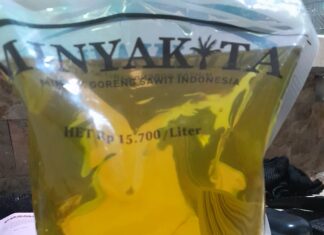 MINYAKITA
GORENG SAWIT INDONESIA
HET Rp 15.700/Liter